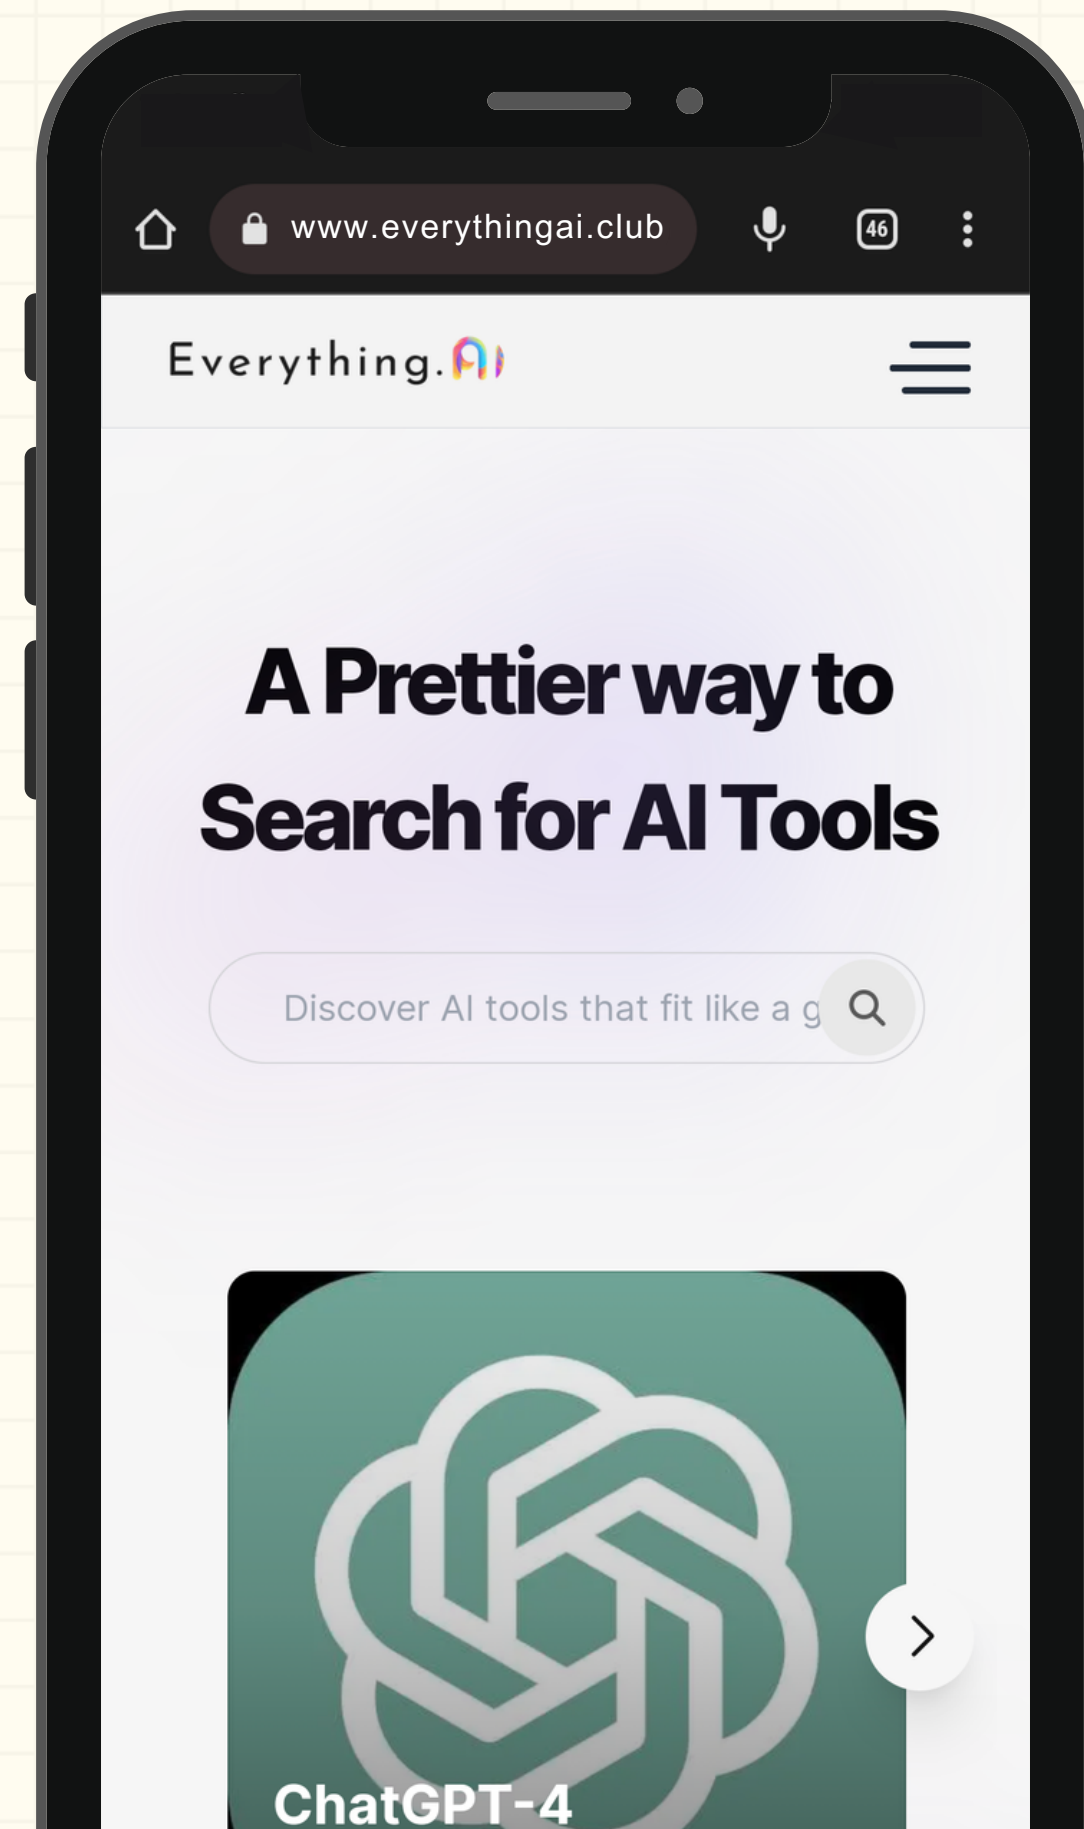 www.everythingai.club
46
Everything.AI
A Prettier way to
Search for AI Tools
Discover AI tools that fit like a g
ChatGPT-4